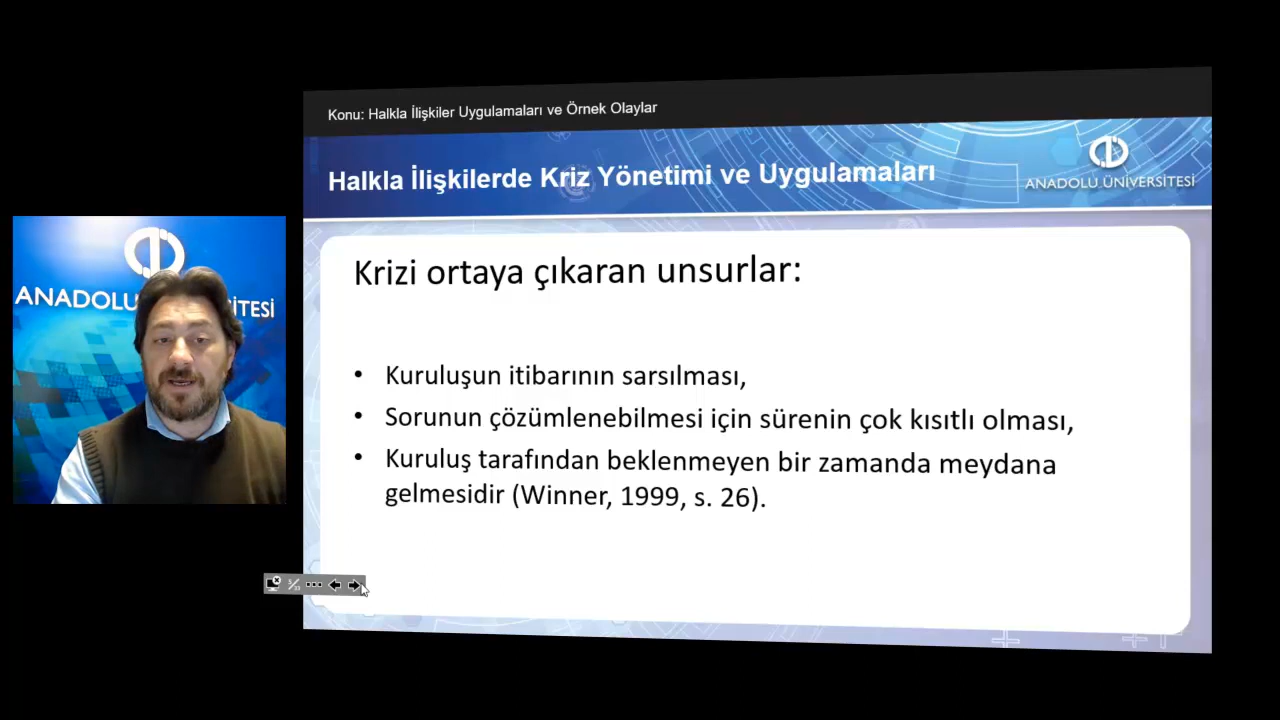 Konu: Halkla İlişkiler Uygulamaları ve Örnek Olaylar
Halkla İlişkilerde Kriz Yönetimi ve Uygulamaları
ANADOLU ÜNİVERSİTESİ
Krizi ortaya çıkaran unsurlar:
• Kuruluşun itibarının sarsılması,
• Sorunun çözümlenebilmesi için sürenin çok kısıtlı olması,
• Kuruluş tarafından beklenmeyen bir zamanda meydana
gelmesidir (Winner, 1999, s. 26).
ANADOLU İTESİ
5/33